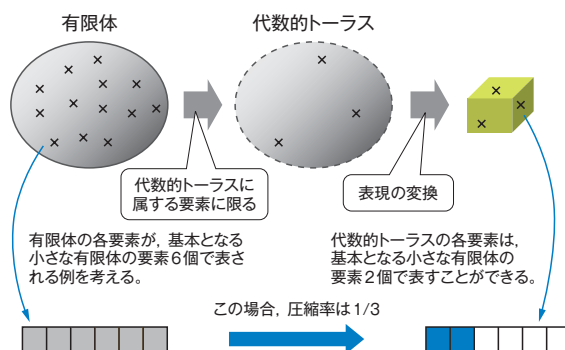 有限体
代数的トーラス
代数的トーラスに
属する要素に限る
表現の変換
有限体の各要素が, 基本となる
小さな有限体の要素6個で表さ
れる例を考える。
代数的トーラスの各要素は,
基本となる小さな有限体の
要素2個で表すことができる。
この場合, 圧縮率は1/3